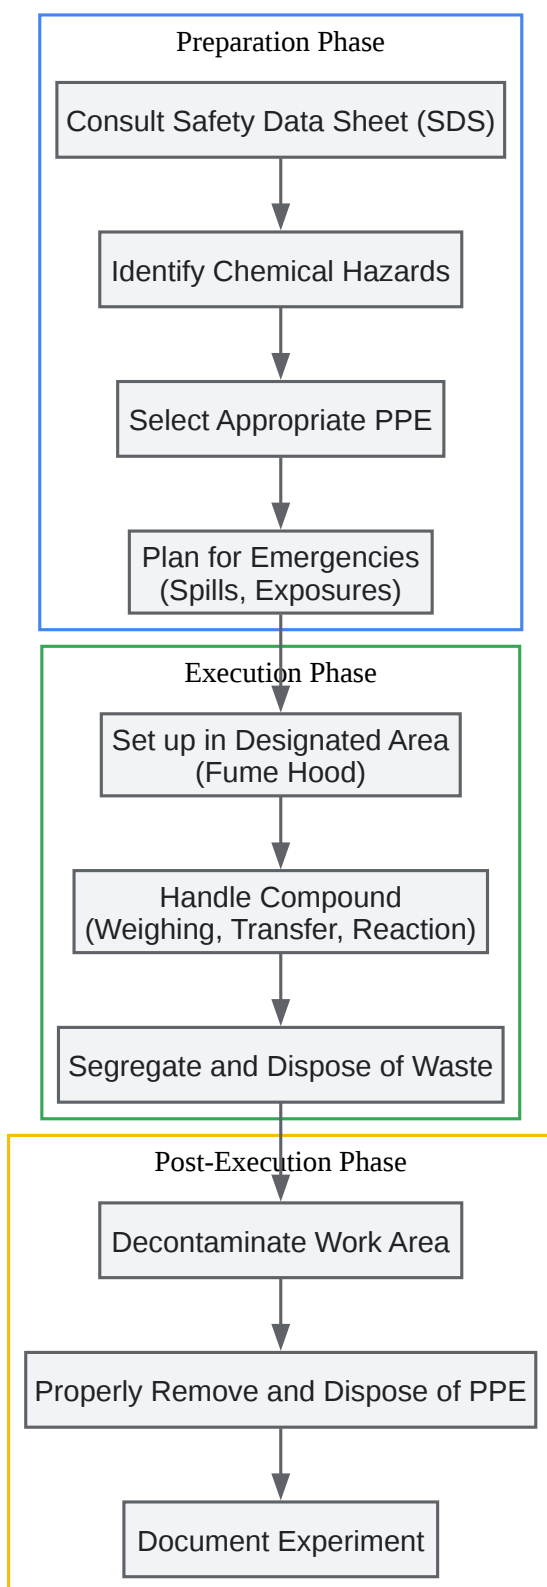 Preparation Phase
Consult Safety Data Sheet (SDS)
Identify Chemical Hazards
Select Appropriate PPE
Plan for Emergencies
(Spills, Exposures)
Execution Phase
Set up in Designated Area
(Fume Hood)
Handle Compound
(Weighing, Transfer, Reaction)
Segregate and Dispose of Waste
Post-Execution Phase
Decontaminate Work Area
Properly Remove and Dispose of PPE
Document Experiment